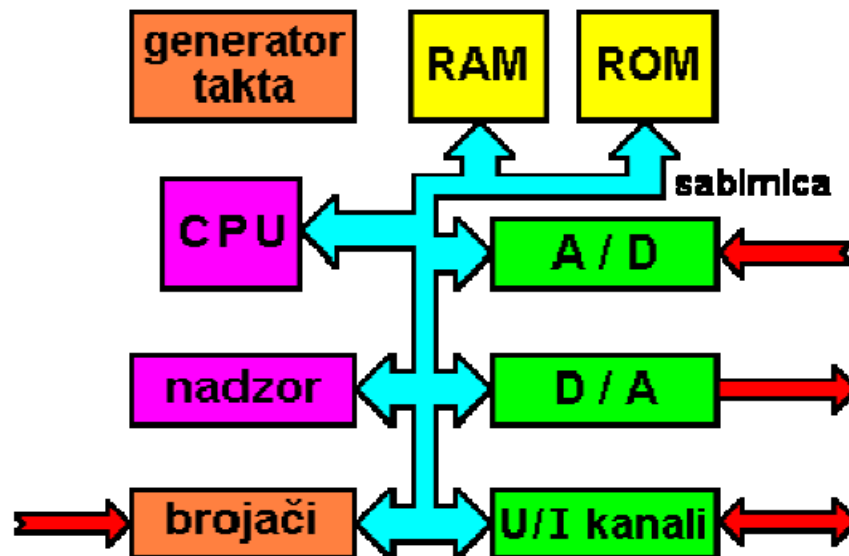 generator
takta
RAM
ROM
sabirnica
CPU
A / D
nadzor
D / A
brojači
U/I kanali